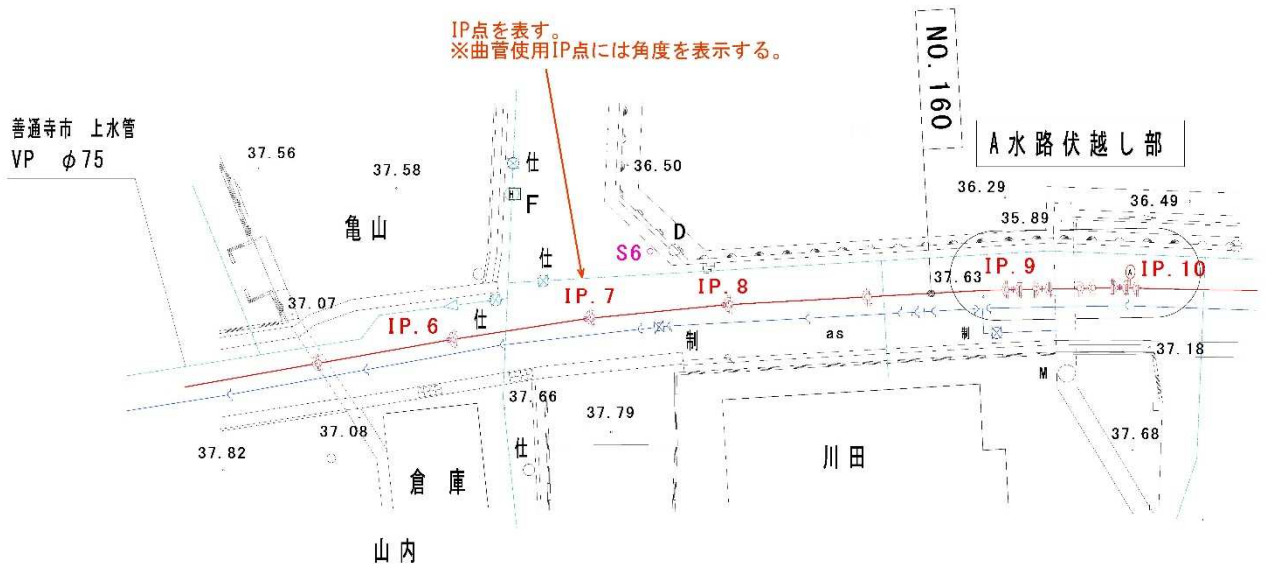 IP点を表す。
※曲菅使用IP点には角度を表示する。
NO. 160
善通寺市 上水管
VP φ75
A水路伏越し部
37.56
37.58
仕
F
36.50
36.29
36.49
35.89
亀山
D
S6
仕
37.63
IP.9
IP.10
A
37.07
IP.6
仕
IP.7
IP.8
制
as
制
37.18
M
37.66
37.79
37.08
37.82
仕
37.68
川田
倉庫
山内